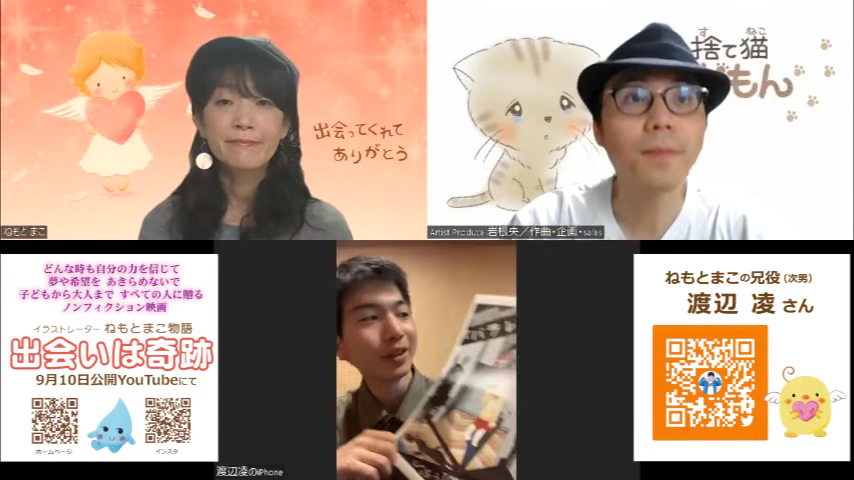 出会ってくれて
ありがとう
ねもと まこ
捨て猫
すねこ
もん
岩根央／作曲・企画・sales
どんな時も自分の力を信じて
夢や希望を あきらめないで
子どもから大人まで すべての人に贈る
ノンフィクション映画
イラストレーター ねもとまこ物語
出会いは奇跡
9月10日公開YouTubeにて
ホームページ
インスタ
渡辺凌のiPhone
ねもとまこの兄役（次男）
渡辺 凌 さん